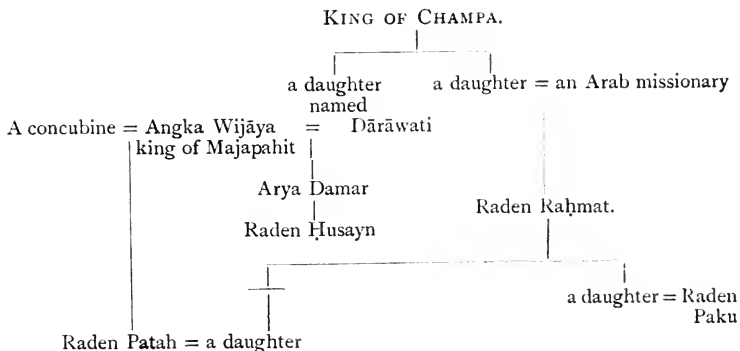 KING OF CHAMPA.
a daughter a daughter = an Arab missionary
named
A concubine = Angka Wijāya = Dārāwati
king of Majapahit
Arya Damar
Raden Raḥmat.
Raden Ḥusayn
a daughter = Raden
Paku
Raden Patah = a daughter